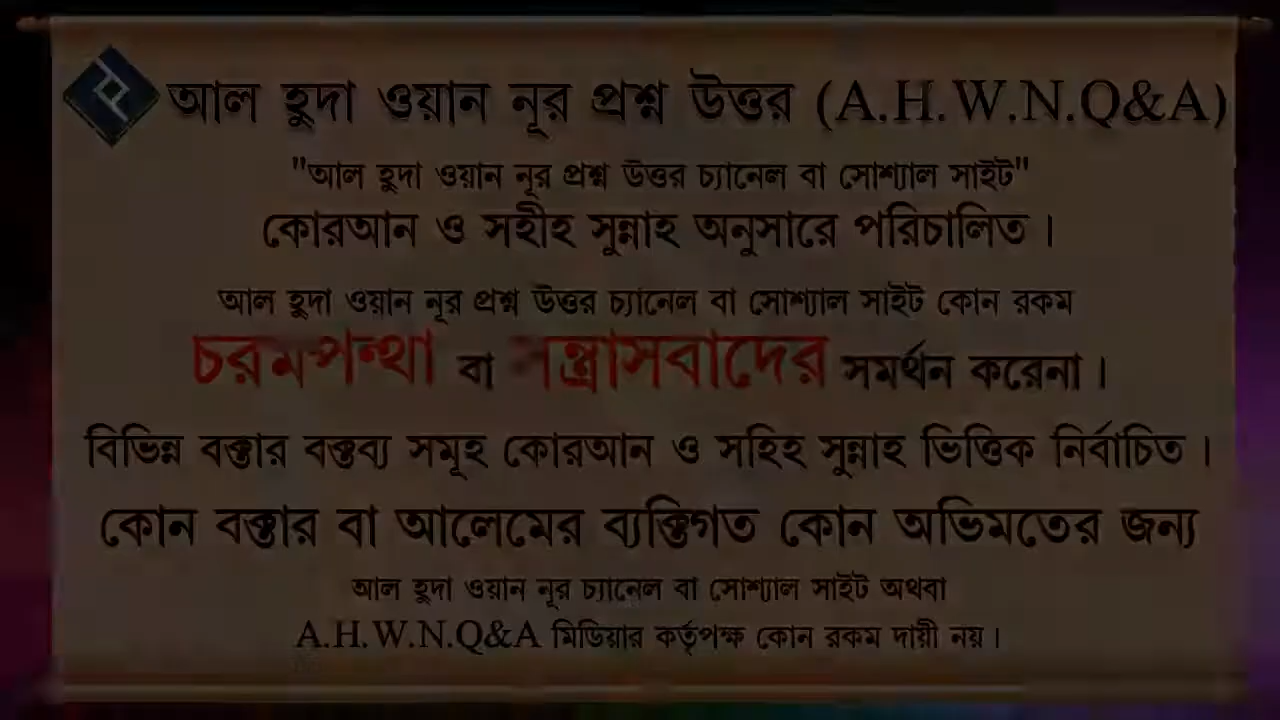 আল হুদা ওয়ান নূর প্রশ্ন উত্তর (A.H.W.N.Q&A)
"আল হুদা ওয়ান নূর প্রশ্ন উত্তর চ্যানেল বা সোশ্যাল সাইট"
কোরআন ও সহীহ সুন্নাহ অনুসারে পরিচালিত ।
আল হুদা ওয়ান নূর প্রশ্ন উত্তর চ্যানেল বা সোশ্যাল সাইট কোন রকম
চরমপন্থা বা সন্ত্রাসবাদের সমর্থন করেনা ।
বিভিন্ন বক্তার বক্তব্য সমূহ কোরআন ও সহিহ সুন্নাহ ভিত্তিক নির্বাচিত ।
কোন বক্তার বা আলেমের ব্যক্তিগত কোন অভিমতের জন্য
আল হুদা ওয়ান নূর চ্যানেল বা সোশ্যাল সাইট অথবা
A.H.W.N.Q&A মিডিয়ার কর্তৃপক্ষ কোন রকম দায়ী নয় ।